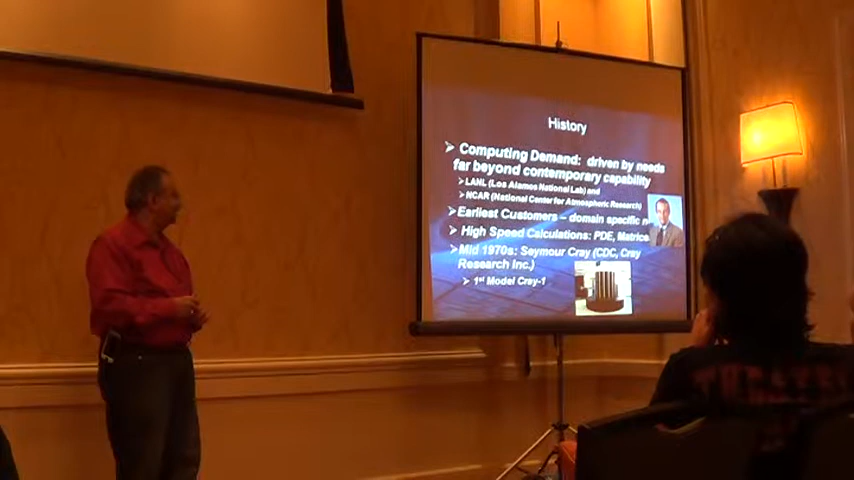 History
Computing Demand: driven by needs
far beyond contemporary capability
LANL (Los Alamos National Lab) and
NCAR (National Center for Atmospheric Research)
Earliest Customers – domain specific
High Speed Calculations: PDE, Matrice
Mid 1970s: Seymour Cray (CDC, Cray
Research Inc.)
1st Model Cray-1